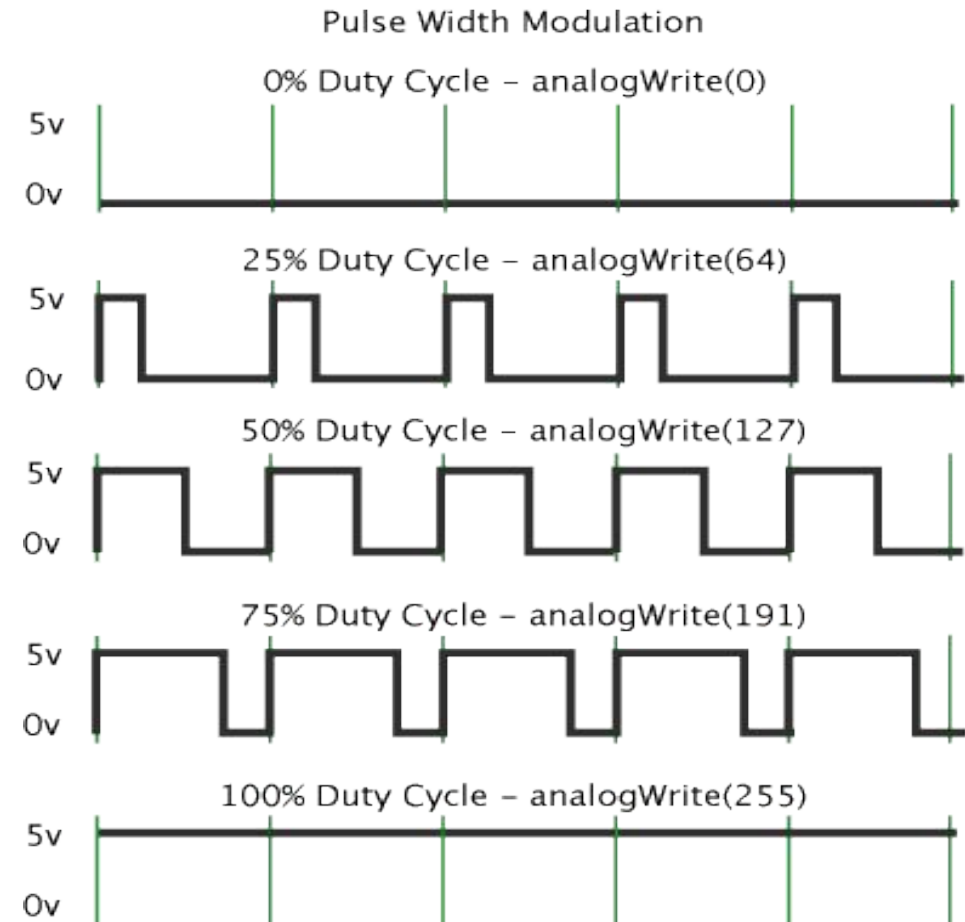 Pulse Width Modulation
0% Duty Cycle – analogWrite(0)
5v
0v
25% Duty Cycle – analogWrite(64)
5v
0v
50% Duty Cycle – analogWrite(127)
5v
0v
75% Duty Cycle – analogWrite(191)
5v
0v
100% Duty Cycle – analogWrite(255)
5v
0v